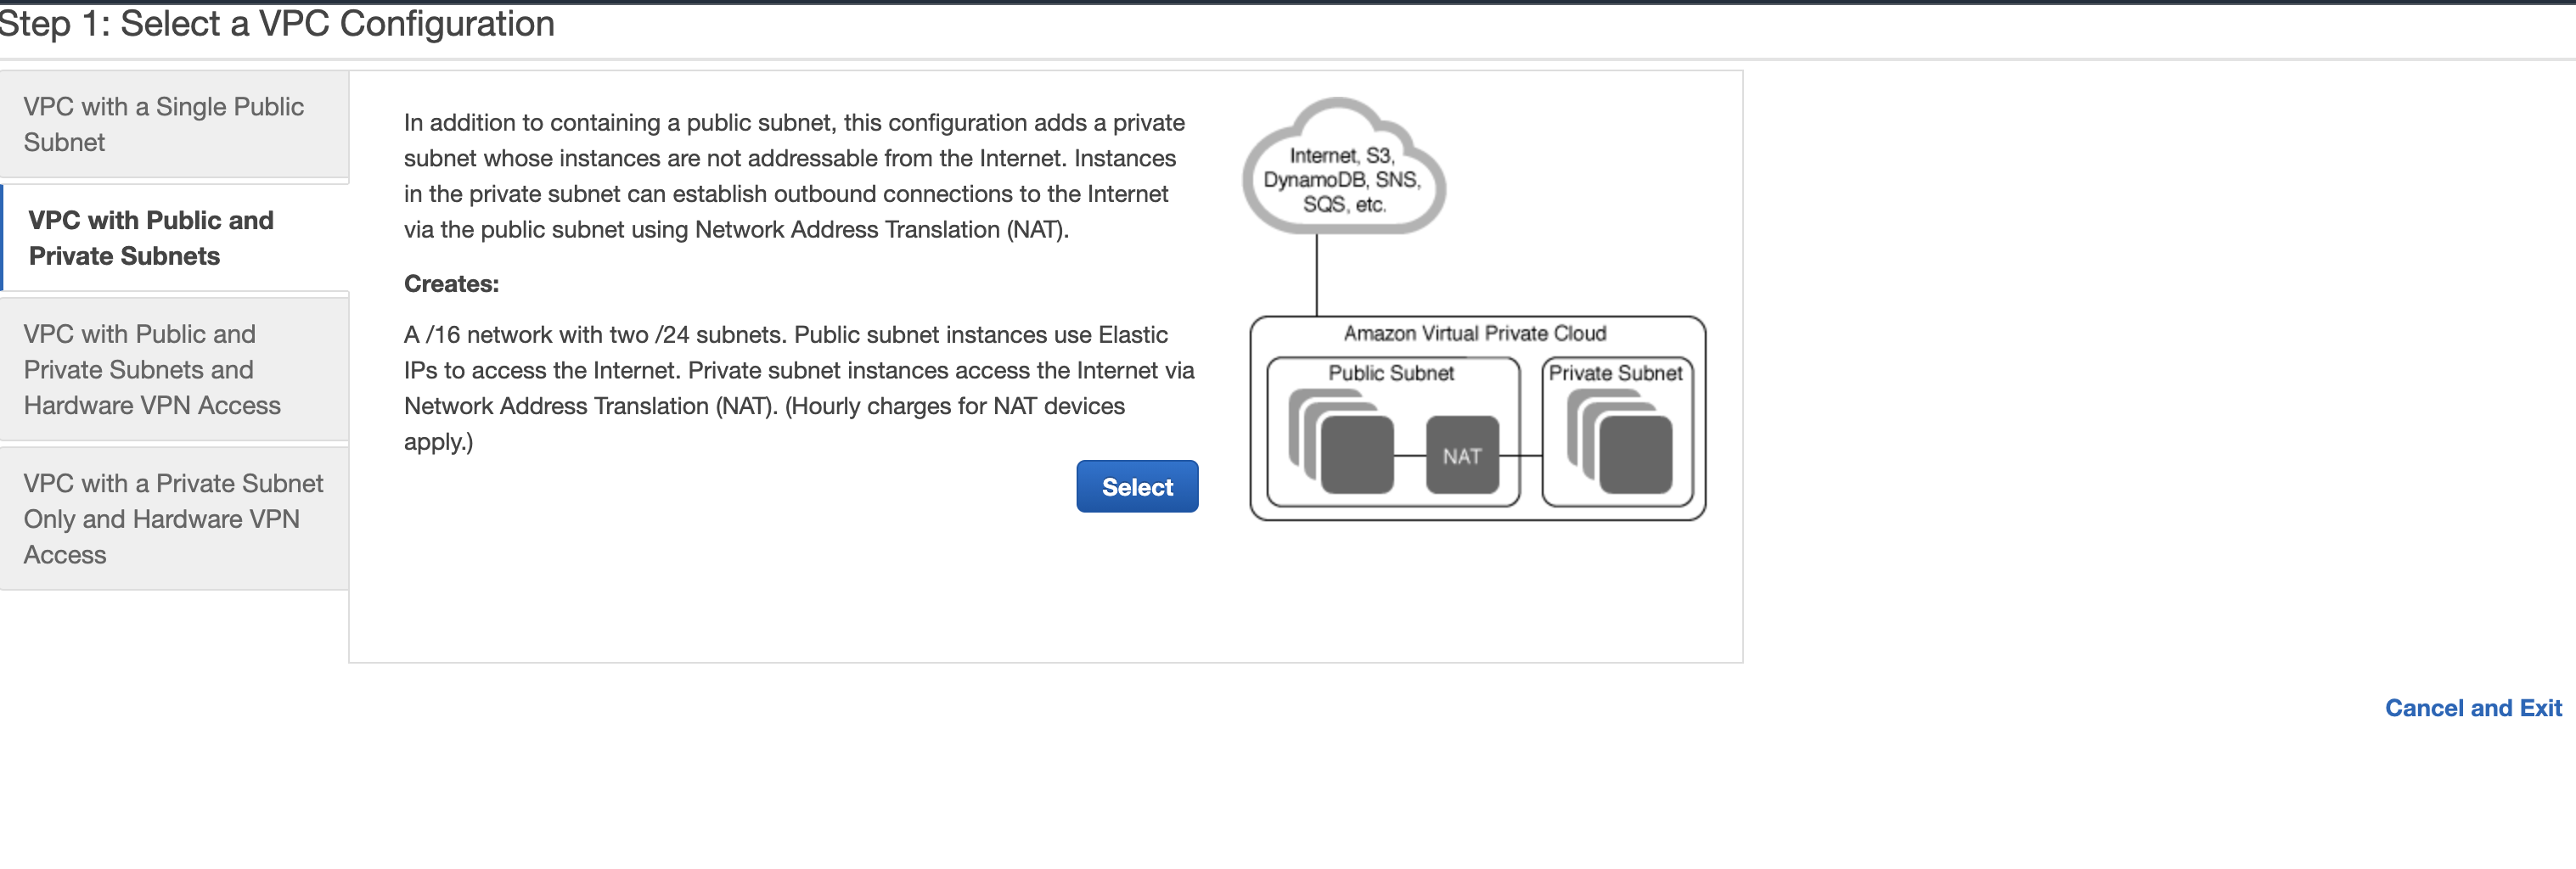 Step 1: Select a VPC Configuration
VPC with a Single Public
Subnet
VPC with Public and
Private Subnets
VPC with Public and
Private Subnets and
Hardware VPN Access
VPC with a Private Subnet
Only and Hardware VPN
Access
In addition to containing a public subnet, this configuration adds a private
subnet whose instances are not addressable from the Internet. Instances
in the private subnet can establish outbound connections to the Internet
via the public subnet using Network Address Translation (NAT).
Creates:
A /16 network with two /24 subnets. Public subnet instances use Elastic
IPs to access the Internet. Private subnet instances access the Internet via
Network Address Translation (NAT). (Hourly charges for NAT devices
apply.)
Select
Internet, S3,
DynamoDB, SNS,
SQS, etc.
Amazon Virtual Private Cloud
Public Subnet
Private Subnet
NAT
Cancel and Exit